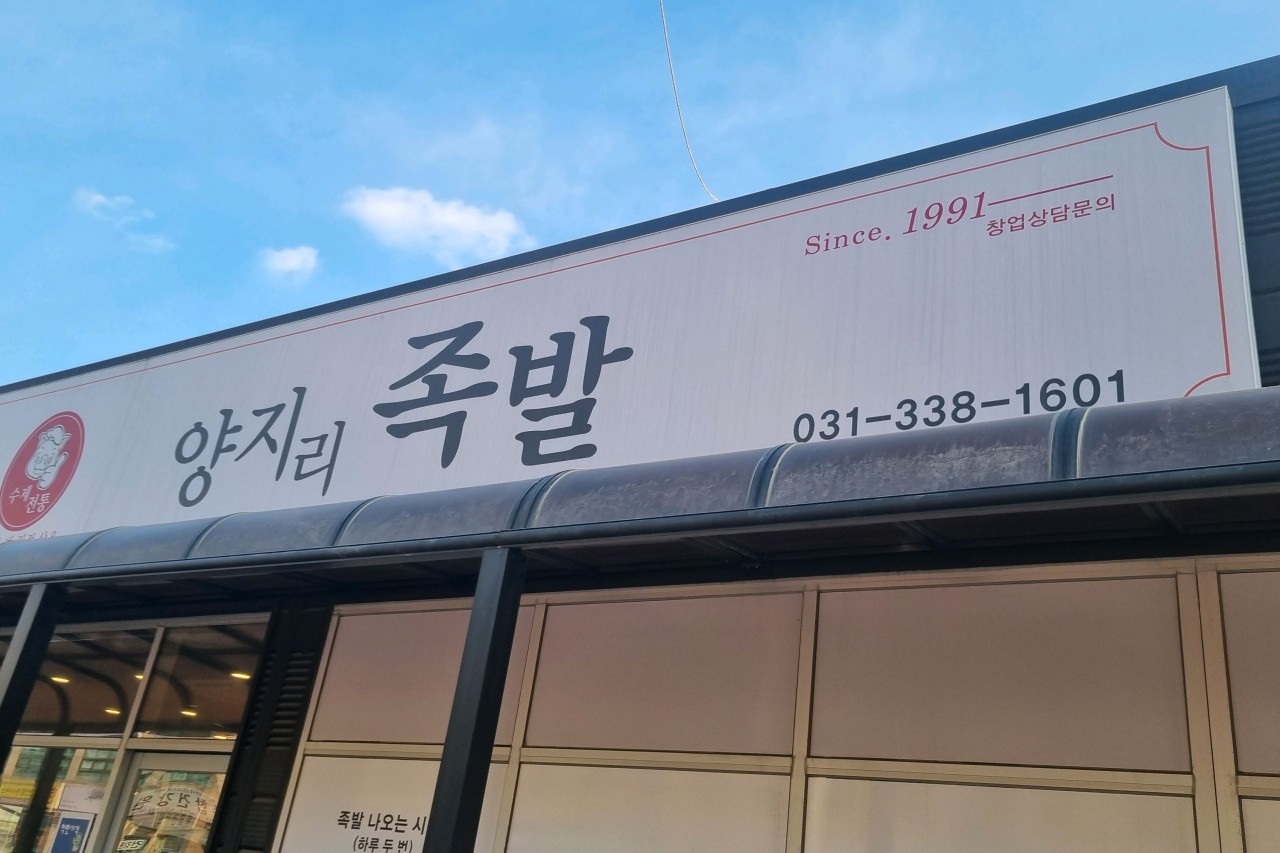 Since. 1991
창업상담문의
양지리 족발
031-338-1601
수제
전통
족발 나오는 시
(하루 두 번)